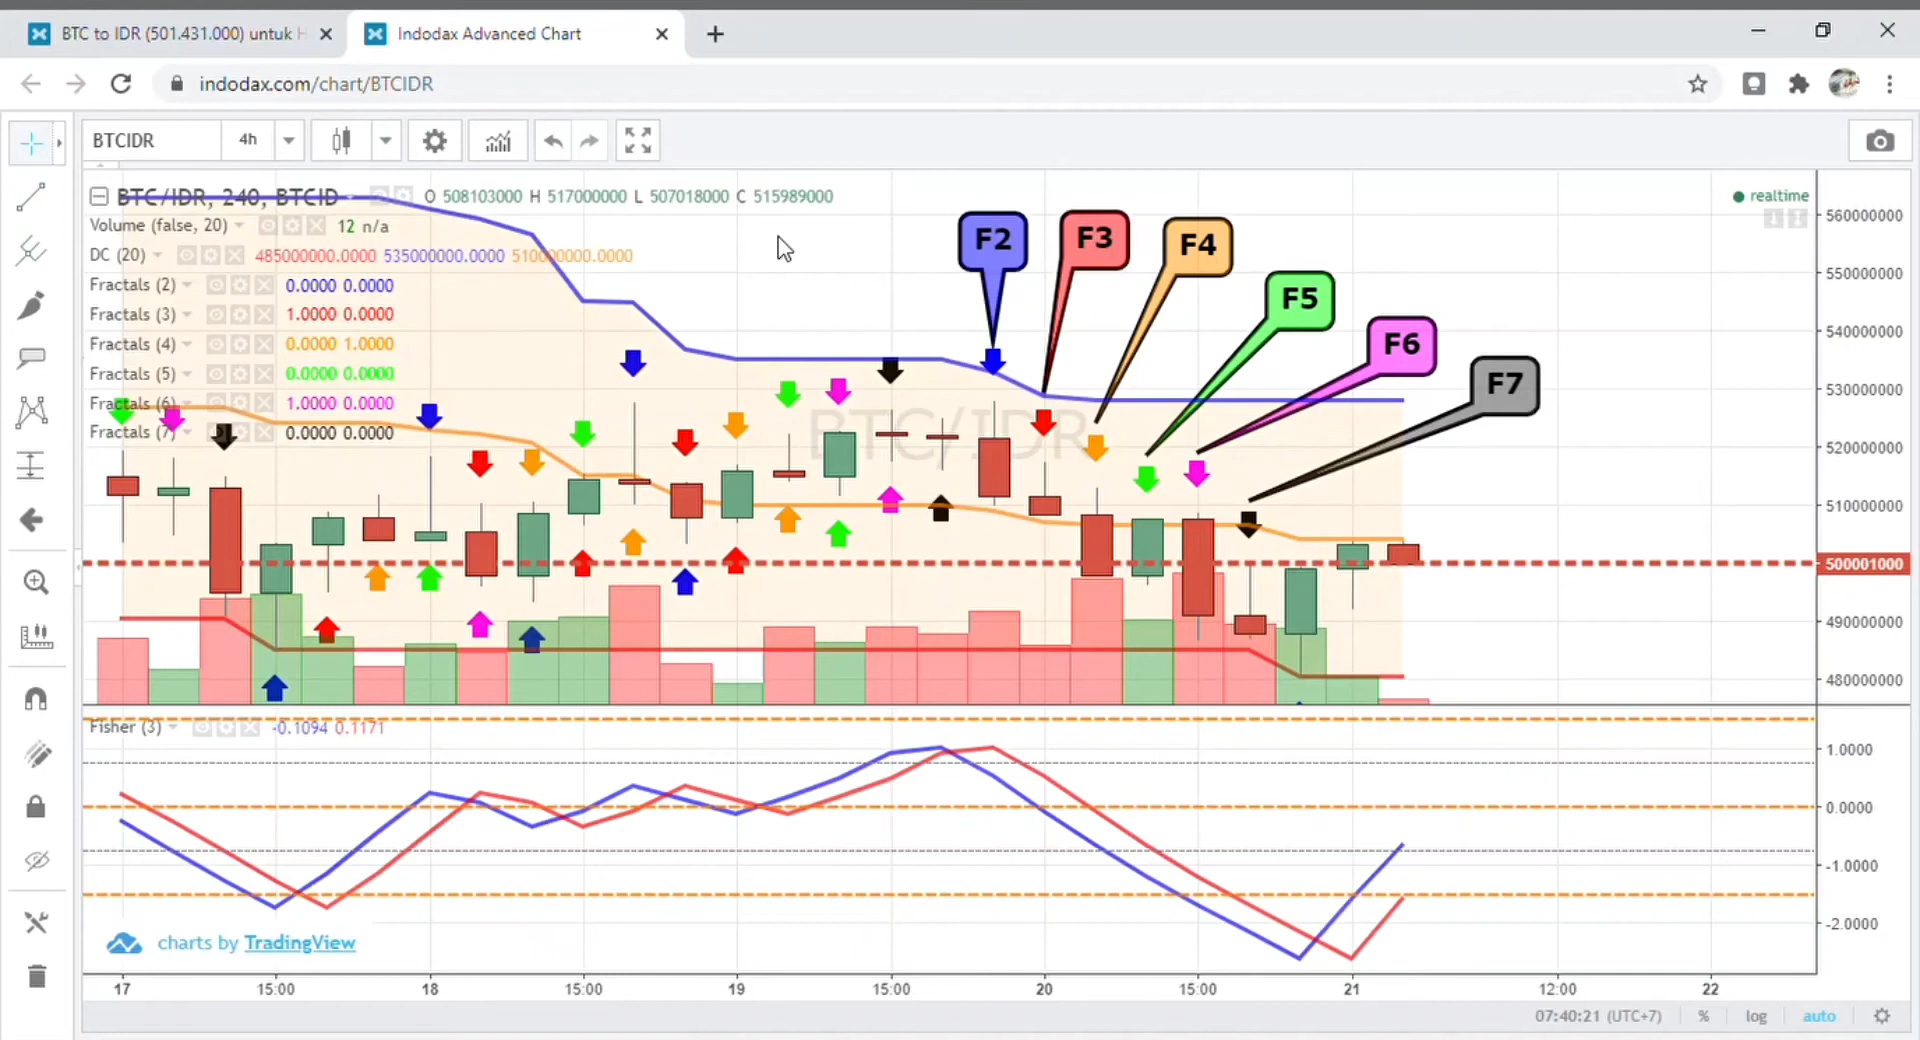 BTC to IDR (501.431.000) untuk H
Indodax Advanced Chart
indodax.com/chart/BTCIDR
BTCIDR 4h
BTC/IDR, 240, BTCID O 508103000 H 517000000 L 507018000 C 515989000
realtime
Volume (false, 20) 12 n/a
DC (20) 485000000.0000 535000000.0000 510000000.0000
Fractals (2) 0.0000 0.0000
Fractals (3) 1.0000 0.0000
Fractals (4) 0.0000 1.0000
Fractals (5) 0.0000 0.0000
Fractals (6) 1.0000 0.0000
Fractals (7) 0.0000 0.0000
F2
F3
F4
F5
F6
F7
BTC/IDR
560000000
550000000
540000000
530000000
520000000
510000000
500001000
490000000
480000000
Fisher (3) -0.1094 0.1171
1.0000
0.0000
-1.0000
-2.0000
charts by TradingView
17 15:00 18 15:00 19 15:00 20 15:00 21 12:00 22
07:40:21 (UTC+7) % log auto